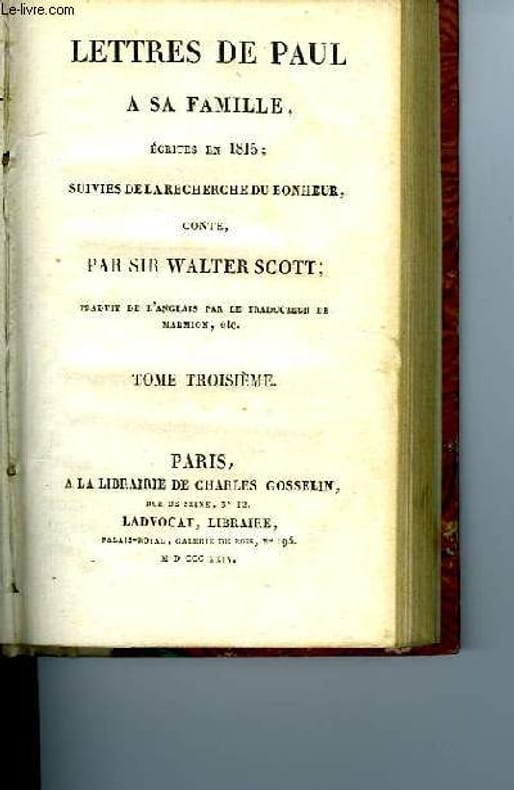 Le-livre.com
LETTRES DE PAUL
A SA FAMILLE,
ÉCRITES EN 1815;
SUIVIES DE LA RECHERCHE DU BONHEUR,
CONTE,
PAR SIR WALTER SCOTT;
TRADUIT DE L'ANGLAIS PAR LE TRADUCTEUR DE
MARMION, etc.
TOME TROISIÈME.
PARIS,
A LA LIBRAIRIE DE CHARLES GOSSELIN,
RUE DE SEINE, N° 12.
LADVOCAT, LIBRAIRE,
PALAIS-ROYAL, GALERIE DE BOIS, N° 195.
M D CCC XXIV.